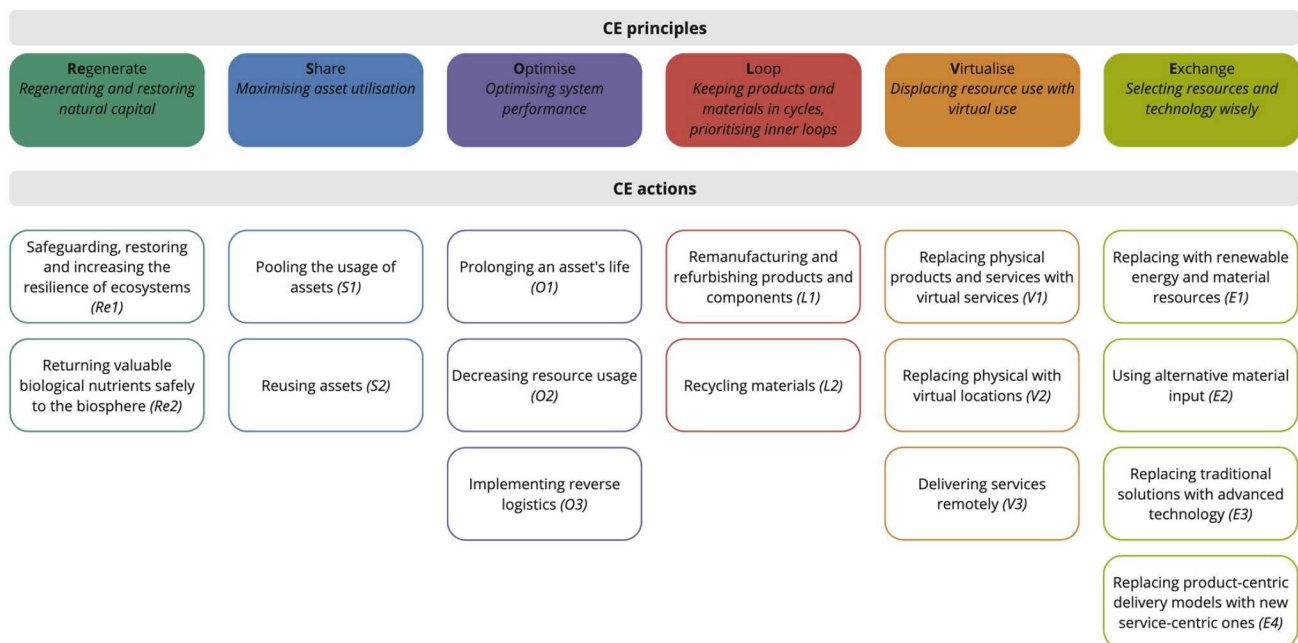 CE principles
Regenerate
Regenerating and restoring
natural capital
Share
Maximising asset utilisation
Optimise
Optimising system
performance
Loop
Keeping products and
materials in cycles,
prioritising inner loops
Virtualise
Displacing resource use with
virtual use
Exchange
Selecting resources and
technology wisely
CE actions
Safeguarding, restoring
and increasing the
resilience of ecosystems
(Re1)
Returning valuable
biological nutrients safely
to the biosphere (Re2)
Pooling the usage of
assets (S1)
Reusing assets (S2)
Prolonging an asset's life
(O1)
Decreasing resource usage
(O2)
Implementing reverse
logistics (O3)
Remanufacturing and
refurbishing products and
components (L1)
Recycling materials (L2)
Replacing physical
products and services with
virtual services (V1)
Replacing physical with
virtual locations (V2)
Delivering services
remotely (V3)
Replacing with renewable
energy and material
resources (E1)
Using alternative material
input (E2)
Replacing traditional
solutions with advanced
technology (E3)
Replacing product-centric
delivery models with new
service-centric ones (E4)